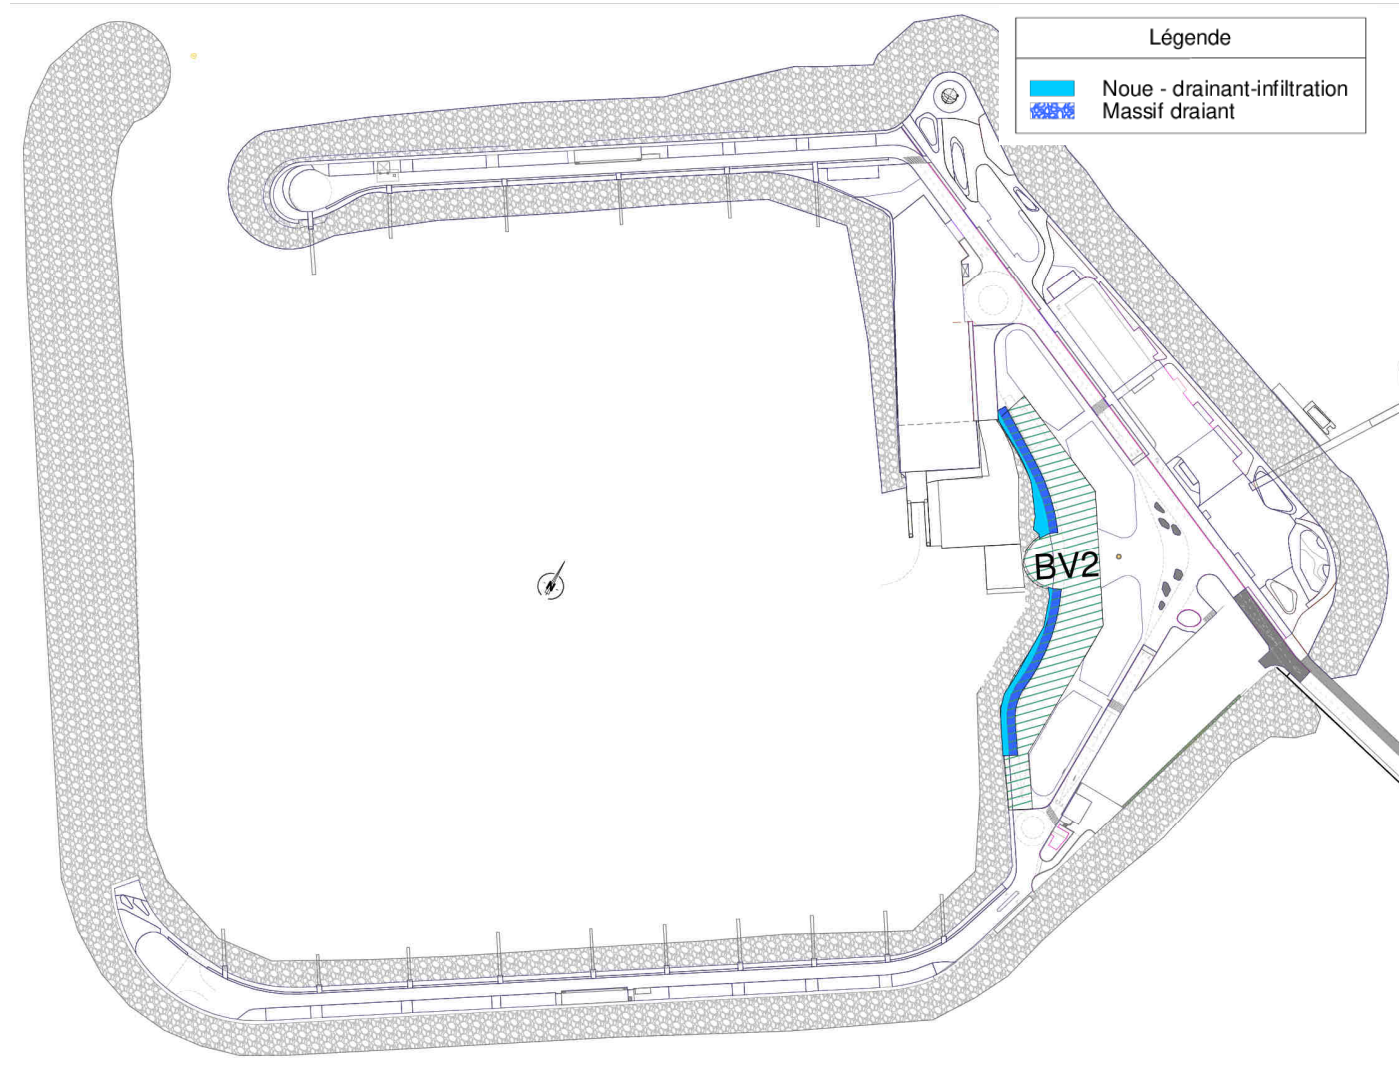 Légende
Noue - drainant-infiltration
Massif draiant
N
BV2